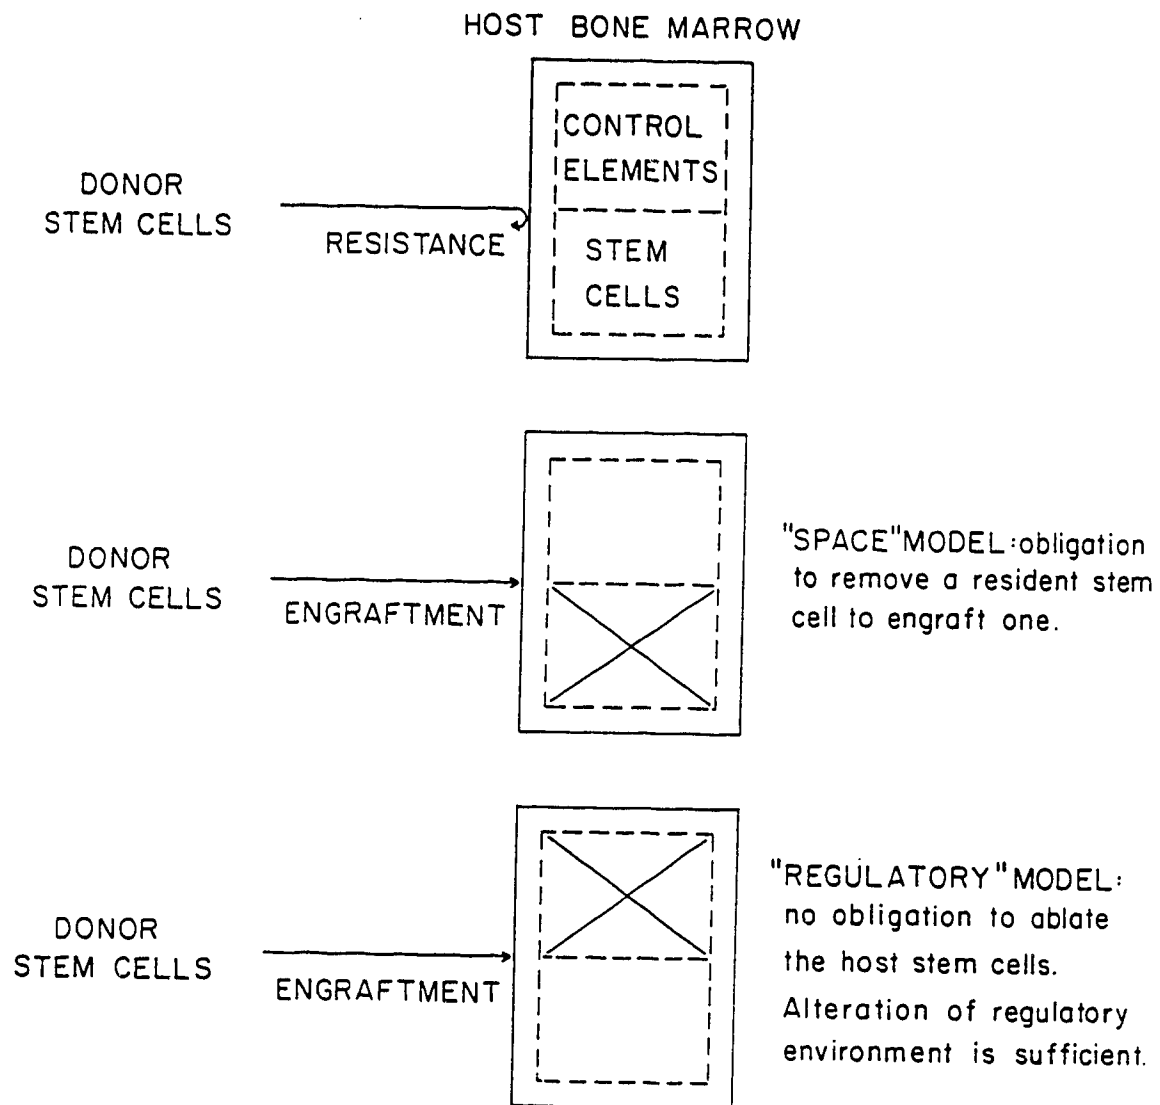 HOST BONE MARROW
CONTROL
ELEMENTS
DONOR
STEM CELLS
RESISTANCE
STEM
CELLS
DONOR
STEM CELLS
ENGRAFTMENT
"SPACE" MODEL: obligation
to remove a resident stem
cell to engraft one.
DONOR
STEM CELLS
ENGRAFTMENT
"REGULATORY" MODEL:
no obligation to ablate
the host stem cells.
Alteration of regulatory
environment is sufficient.